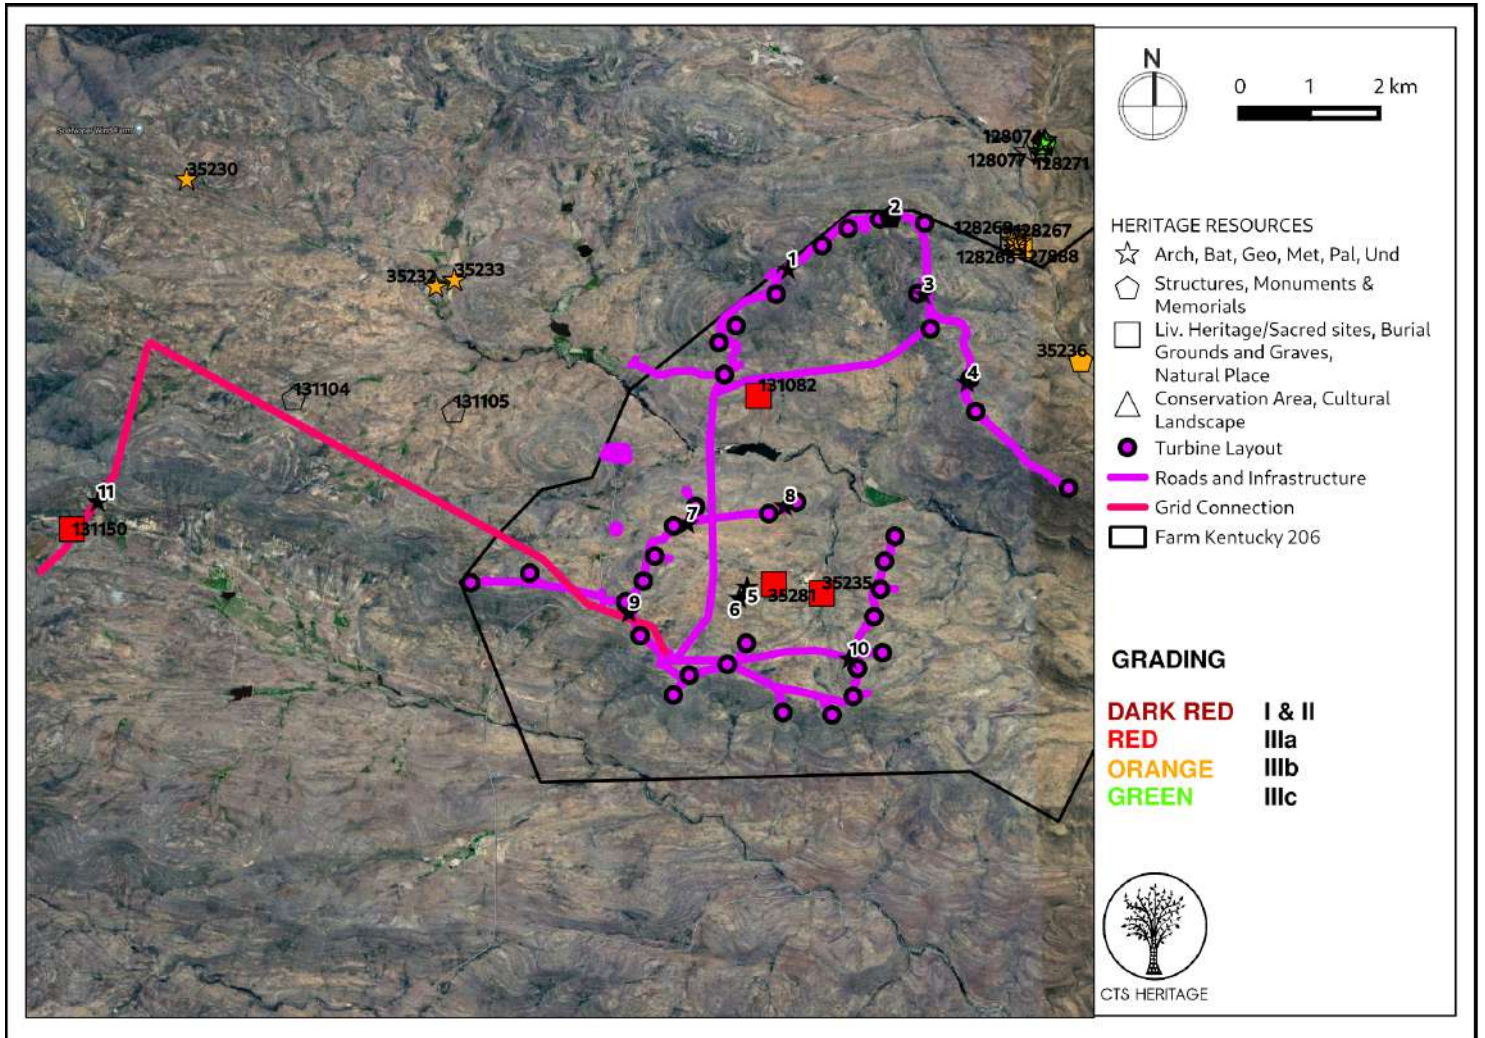 35230
35232
35233
131104
131105
11
131150
128074
128077
128271
128267
127888
35236
1
2
3
4
131082
7
8
5
6
35281
35235
9
10
N
0 1 2 km
HERITAGE RESOURCES
Arch, Bat, Geo, Met, Pal, Und
Structures, Monuments &
Memorials
Liv. Heritage/Sacred sites, Burial
Grounds and Graves,
Natural Place
Conservation Area, Cultural
Landscape
Turbine Layout
Roads and Infrastructure
Grid Connection
Farm Kentucky 206
GRADING
DARK RED I & II
RED IIIa
ORANGE IIIb
GREEN IIIc
CTS HERITAGE